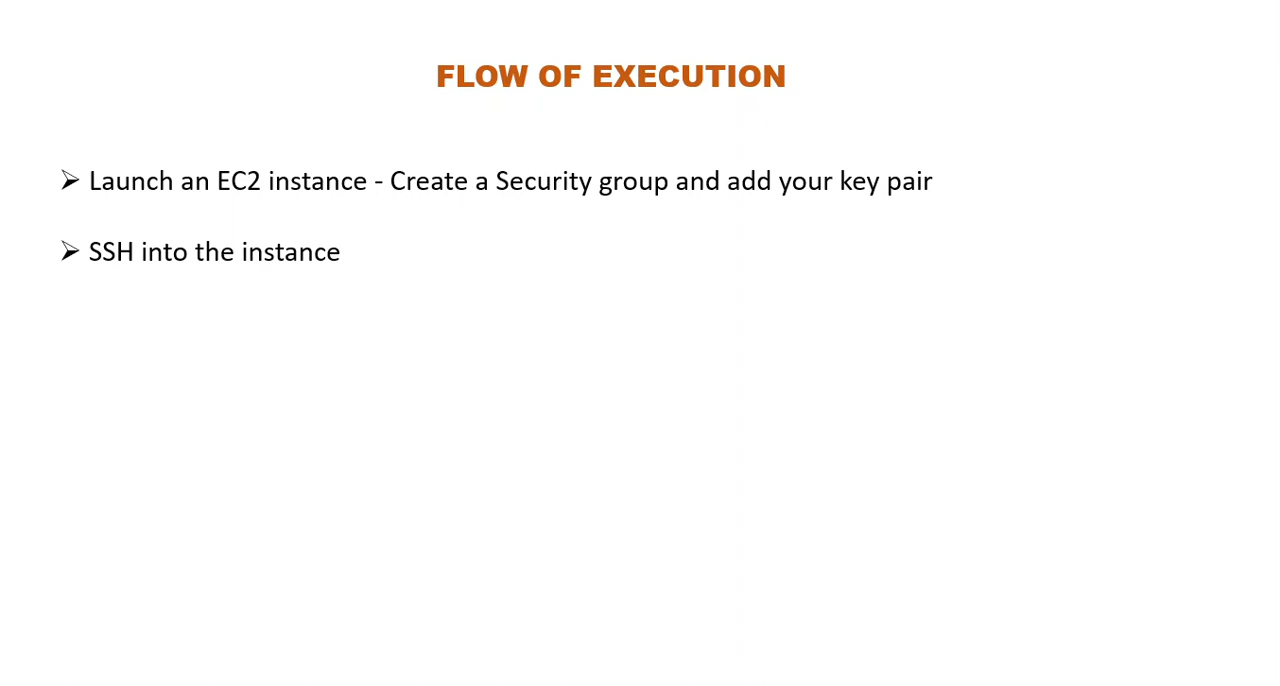 FLOW OF EXECUTION
➢ Launch an EC2 instance - Create a Security group and add your key pair
➢ SSH into the instance